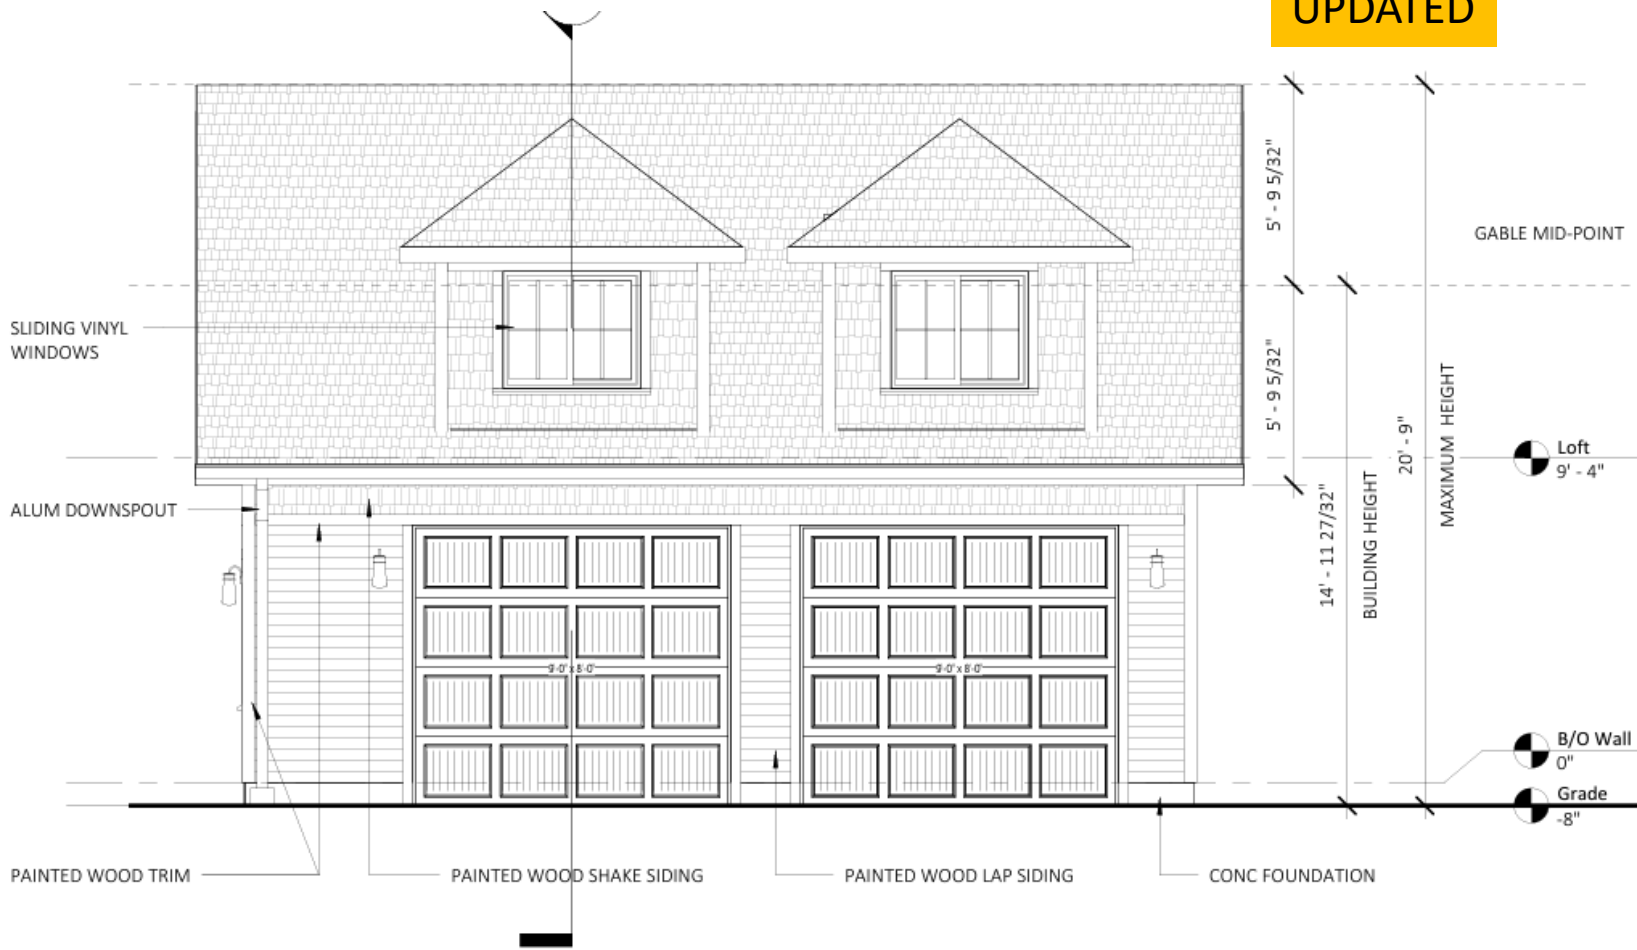 UPDATED
5' - 9 5/32"
GABLE MID-POINT
SLIDING VINYL
WINDOWS
5' - 9 5/32"
MAXIMUM HEIGHT
20' - 9"
Loft
9' - 4"
ALUM DOWNSPOUT
14' - 11 27/32"
BUILDING HEIGHT
9'-0" x 8'-0"
9'-0" x 8'-0"
B/O Wall
0"
Grade
-8"
PAINTED WOOD TRIM
PAINTED WOOD SHAKE SIDING
PAINTED WOOD LAP SIDING
CONC FOUNDATION